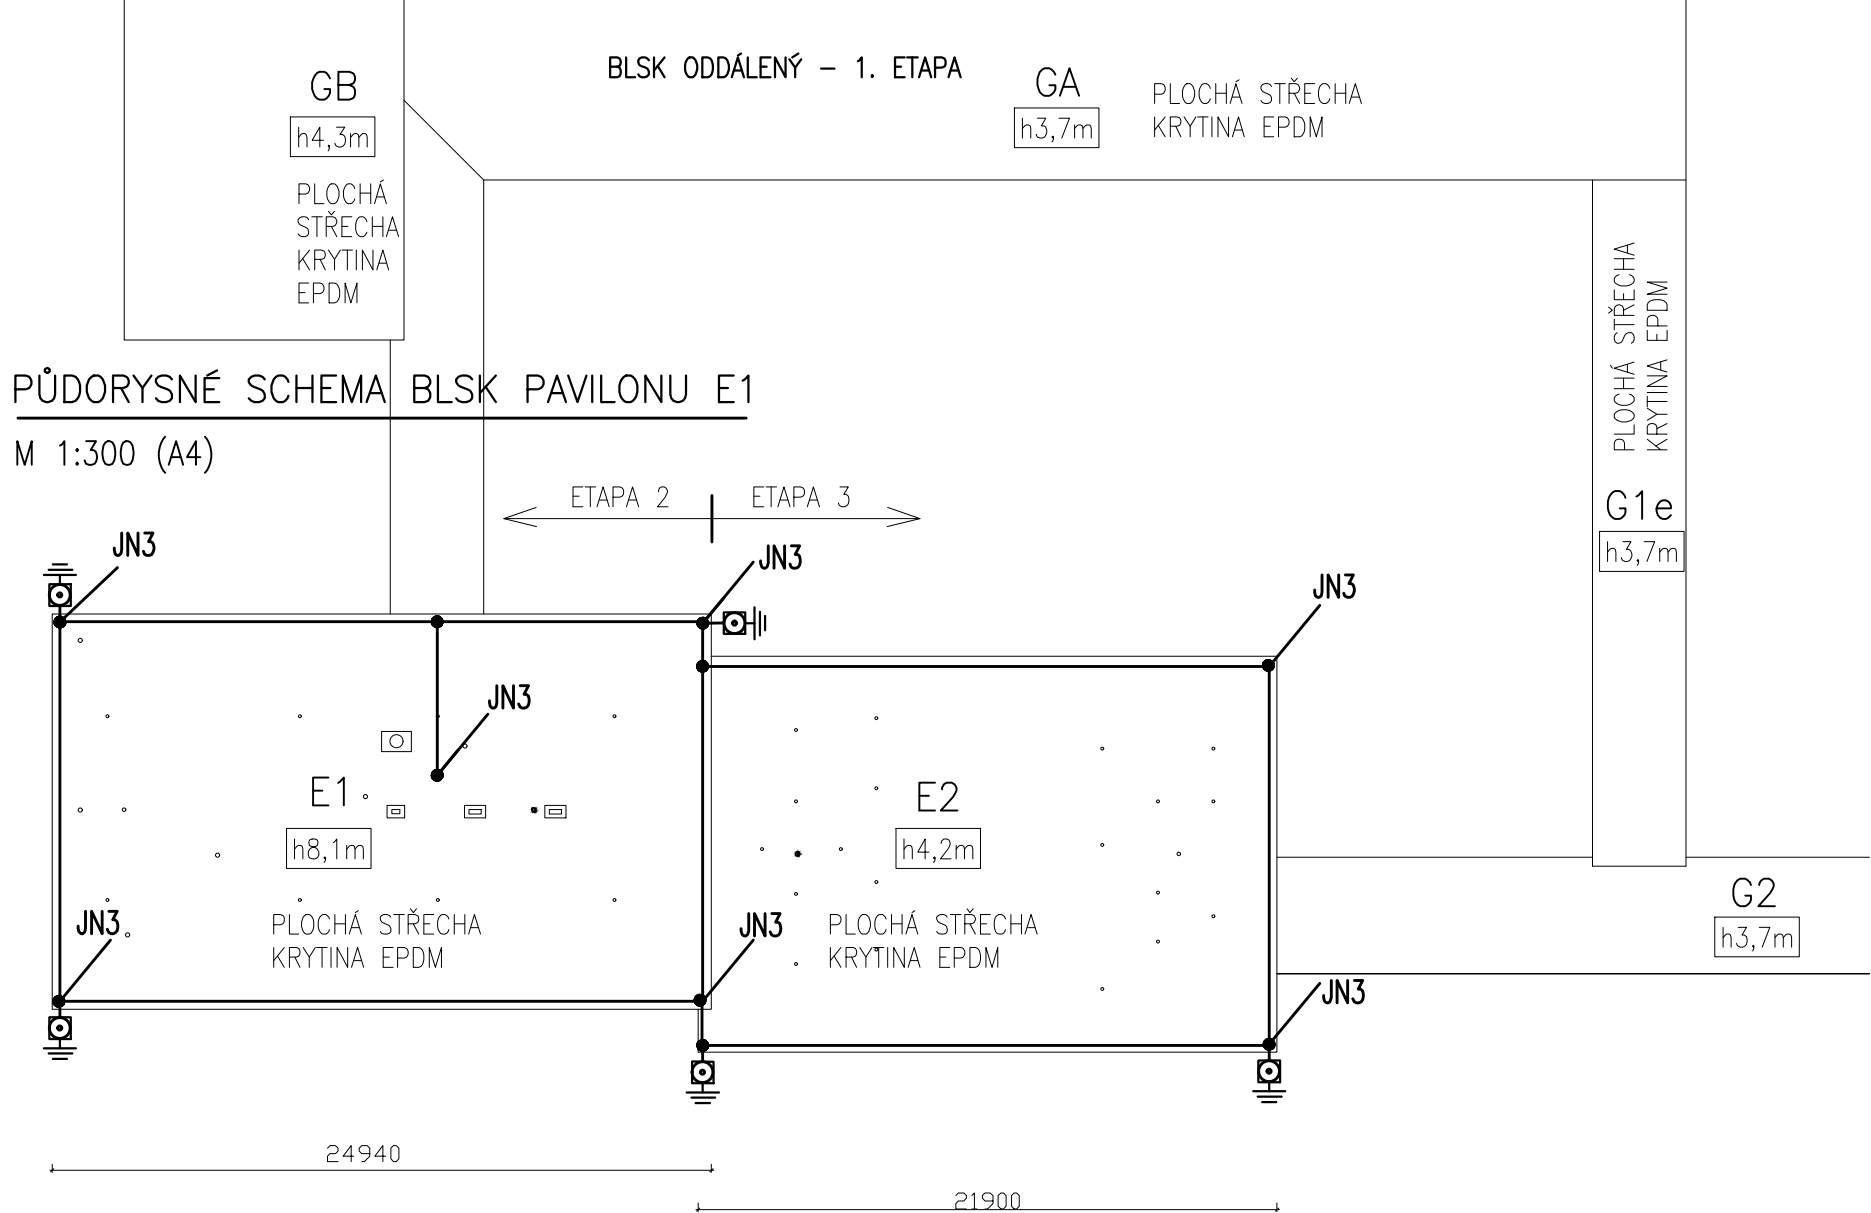 BLSK ODDÁLENÝ – 1. ETAPA
GB
h4,3m
PLOCHÁ
STŘECHA
KRYTINA
EPDM
GA
h3,7m
PLOCHÁ STŘECHA
KRYTINA EPDM
PLOCHÁ STŘECHA
KRYTINA EPDM
G1e
h3,7m
PŮDORYSNÉ SCHEMA BLSK PAVILONU E1
M 1:300 (A4)
ETAPA 2
ETAPA 3
JN3
JN3
JN3
JN3
E1
h8,1m
PLOCHÁ STŘECHA
KRYTINA EPDM
JN3
E2
h4,2m
PLOCHÁ STŘECHA
KRYTINA EPDM
JN3
G2
h3,7m
JN3
24940
21900